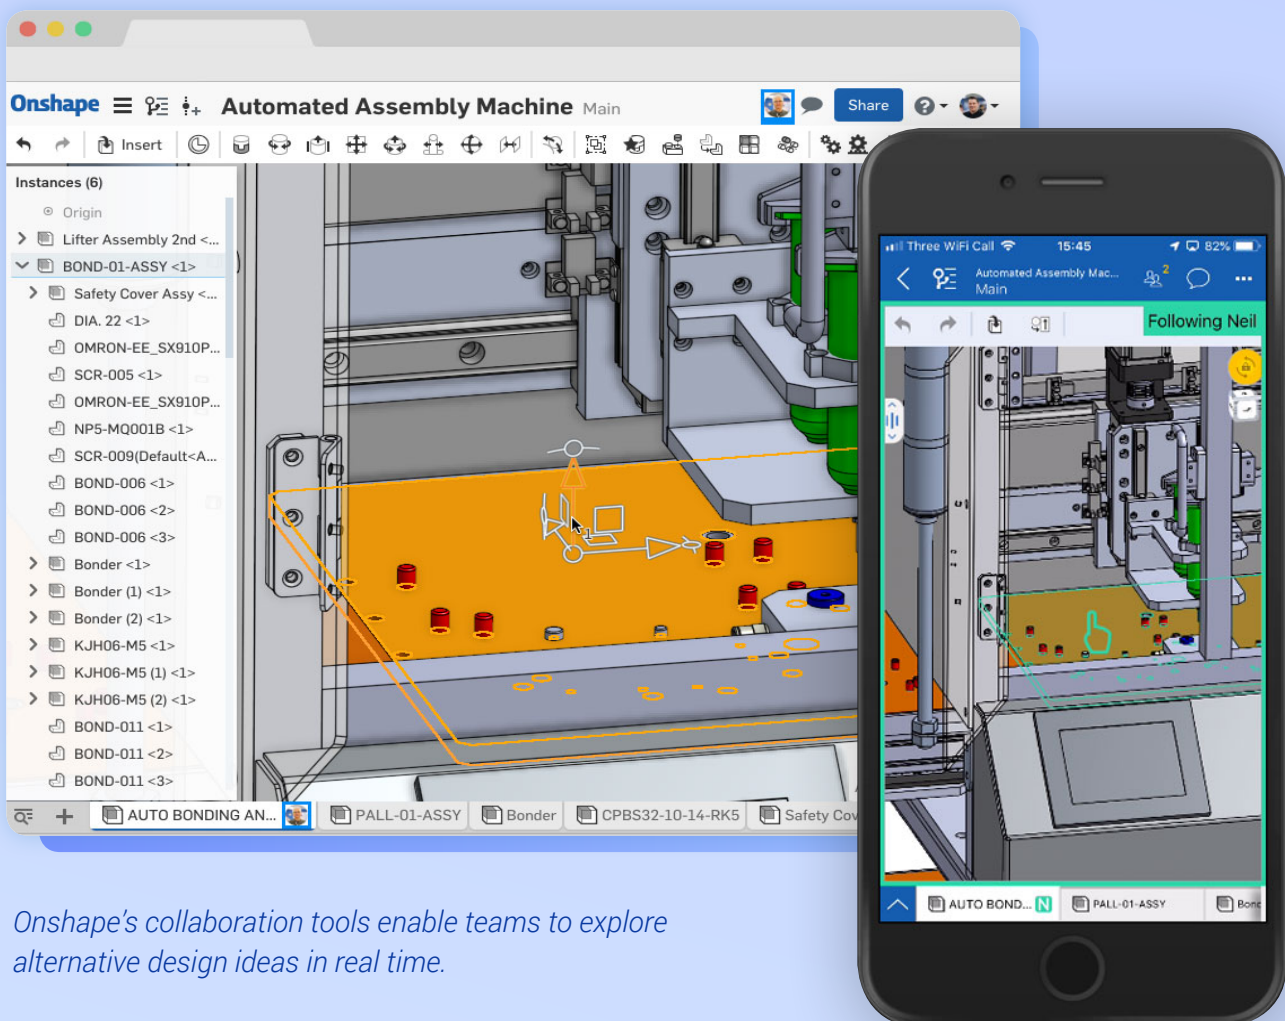 Onshape
Automated Assembly Machine Main
Share
Insert
Instances (6)
Origin
Lifter Assembly 2nd <...
BOND-01-ASSY <1>
Safety Cover Assy <...
DIA. 22 <1>
OMRON-EE_SX910P...
SCR-005 <1>
OMRON-EE_SX910P...
NP5-MQ001B <1>
SCR-009(Default<A...
BOND-006 <1>
BOND-006 <2>
BOND-006 <3>
Bonder <1>
Bonder (1) <1>
Bonder (2) <1>
KJH06-M5 <1>
KJH06-M5 (1) <1>
KJH06-M5 (2) <1>
BOND-011 <1>
BOND-011 <2>
BOND-011 <3>
1
AUTO BONDING AN... PALL-01-ASSY Bonder CPBS32-10-14-RK5 Safety Cov
Three WiFi Call 15:45 82%
Automated Assembly Mac...
Main
2
Following Neil
AUTO BOND... N PALL-01-ASSY Bond
Onshape's collaboration tools enable teams to explore
alternative design ideas in real time.